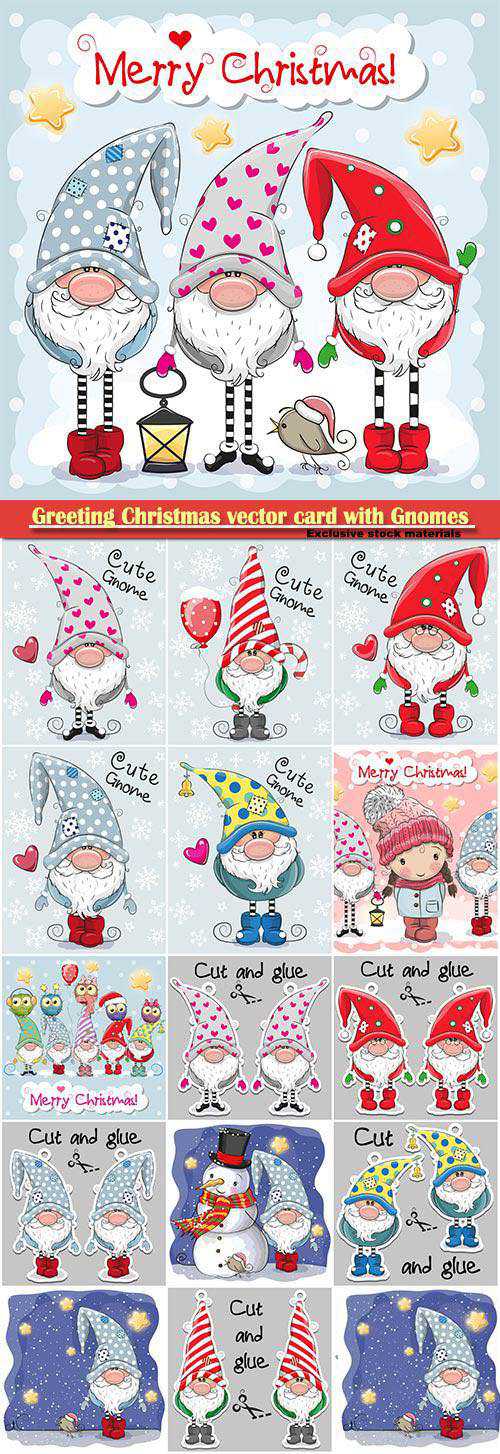 Merry Christmas!
Greeting Christmas vector card with Gnomes
Exclusive stock materials
Cute
Gnome
Cute
Gnome
Cute
Gnome
Cute
Gnome
Cute
Gnome
Merry Christmas!
Merry Christmas!
Cut and glue
Cut and glue
Cut and glue
Cut
and glue
Cut
and
glue